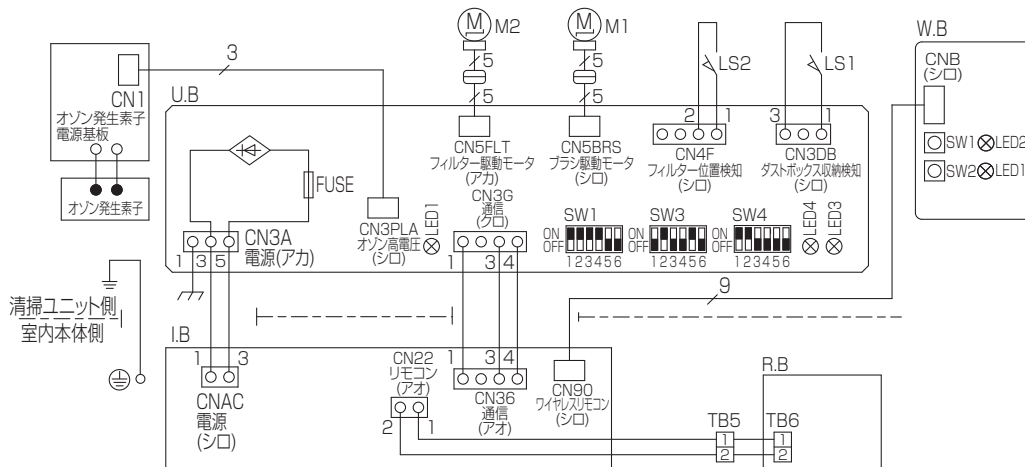 M M2
M M1
W.B
3
5
5
LS2
LS1
CNB
(シロ)
CN1
オゾン発生素子
電源基板
U.B
5
5
2 1
3 1
SW1 LED2
SW2 LED1
CN5FLT
フィルター駆動モータ
(アカ)
CN5BRS
ブラシ駆動モータ
(シロ)
CN4F
フィルター位置検知
(シロ)
CN3DB
ダストボックス収納検知
(シロ)
オゾン発生素子
FUSE
CN3PLA
オゾン高電圧
(シロ)
LED1
CN3G
通信
(クロ)
SW1
ON
OFF
123456
SW3
ON
OFF
123456
SW4
ON
OFF
123456
LED4
LED3
1 3 5
CN3A
電源(アカ)
1 3 4
9
清掃ユニット側
室内本体側
I.B
1 3
CNAC
電源
(シロ)
CN22
リモコン
(アオ)
2 1
1 3 4
CN36
通信
(アオ)
CN90
ワイヤレスリモコン
(シロ)
R.B
TB5
1
2
TB6
1
2